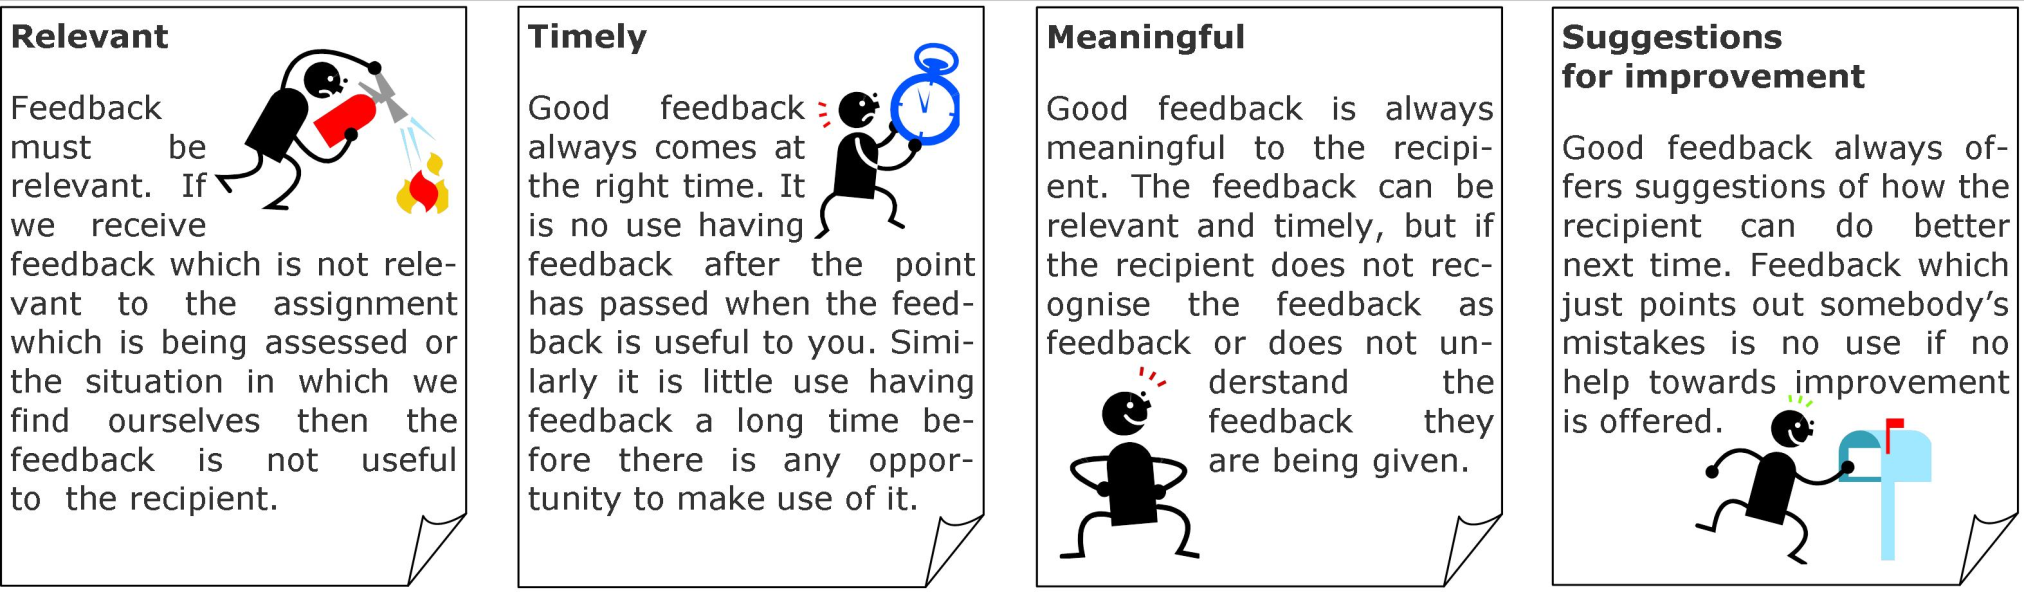 Relevant
Feedback
must be
relevant. If
we receive
feedback which is not rele-
vant to the assignment
which is being assessed or
the situation in which we
find ourselves then the
feedback is not useful
to the recipient.
Timely
Good feedback
always comes at
the right time. It
is no use having
feedback after the point
has passed when the feed-
back is useful to you. Simi-
larly it is little use having
feedback a long time be-
fore there is any oppor-
tunity to make use of it.
Meaningful
Good feedback is always
meaningful to the recipi-
ent. The feedback can be
relevant and timely, but if
the recipient does not rec-
ognise the feedback as
feedback or does not un-
derstand the
feedback they
are being given.
Suggestions
for improvement
Good feedback always of-
fers suggestions of how the
recipient can do better
next time. Feedback which
just points out somebody’s
mistakes is no use if no
help towards improvement
is offered.